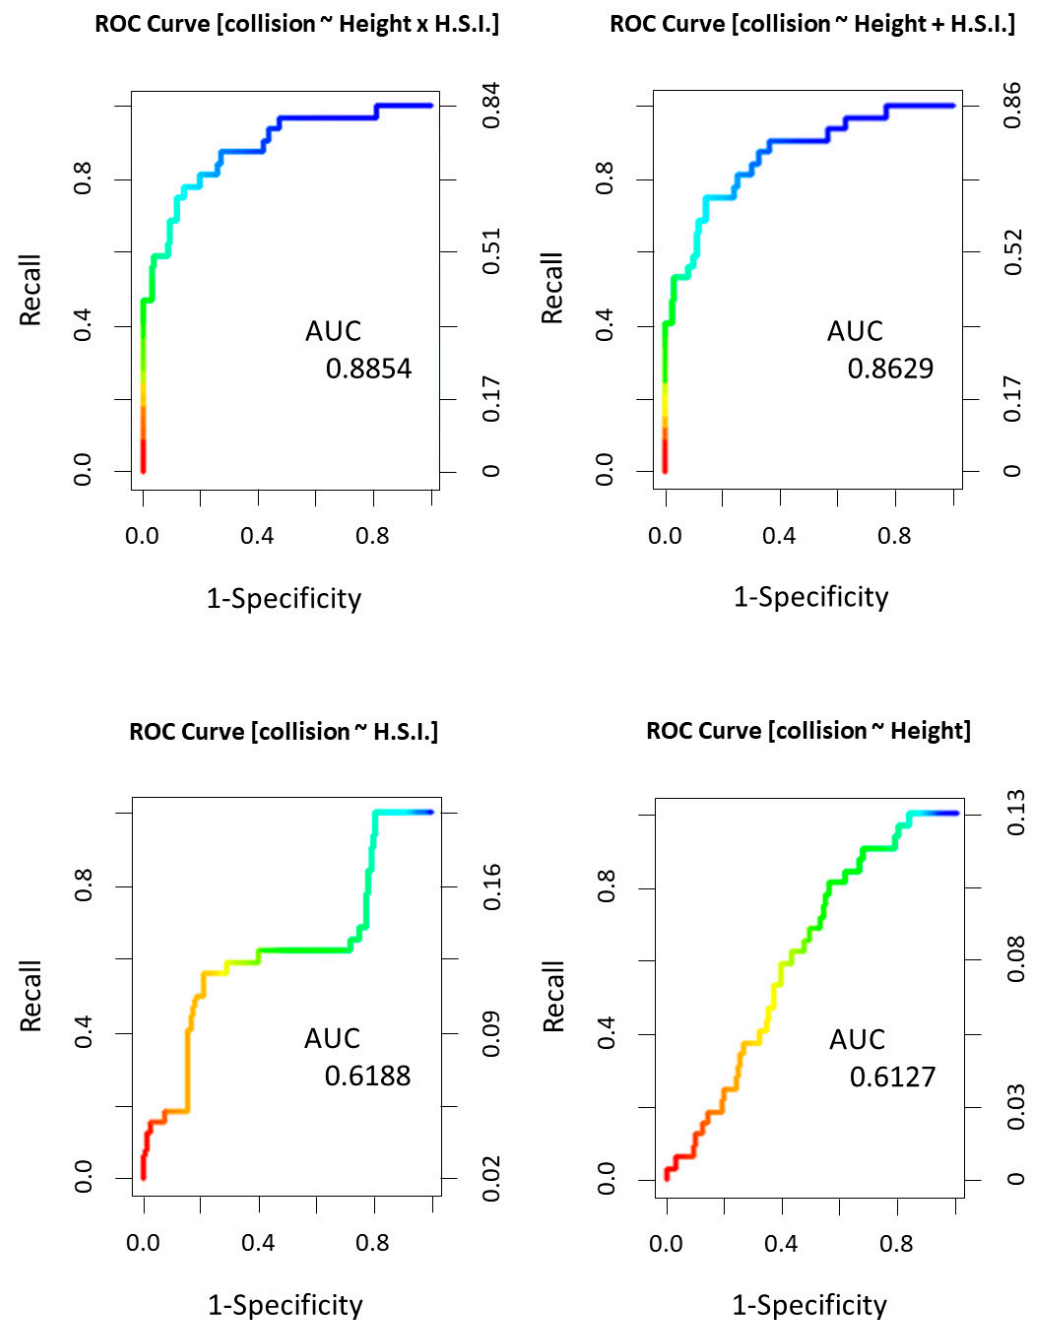 ROC Curve [collision ~ Height x H.S.I.]
0.0
0.4
0.8
Recall
0
0.17
0.51
0.84
AUC
0.8854
0.0
0.4
0.8
1-Specificity
ROC Curve [collision ~ Height + H.S.I.]
0.0
0.4
0.8
Recall
0
0.17
0.52
0.86
AUC
0.8629
0.0
0.4
0.8
1-Specificity
ROC Curve [collision ~ H.S.I.]
0.0
0.4
0.8
Recall
0.02
0.09
0.16
AUC
0.6188
0.0
0.4
0.8
1-Specificity
ROC Curve [collision ~ Height]
0.0
0.4
0.8
Recall
0
0.03
0.08
0.13
AUC
0.6127
0.0
0.4
0.8
1-Specificity